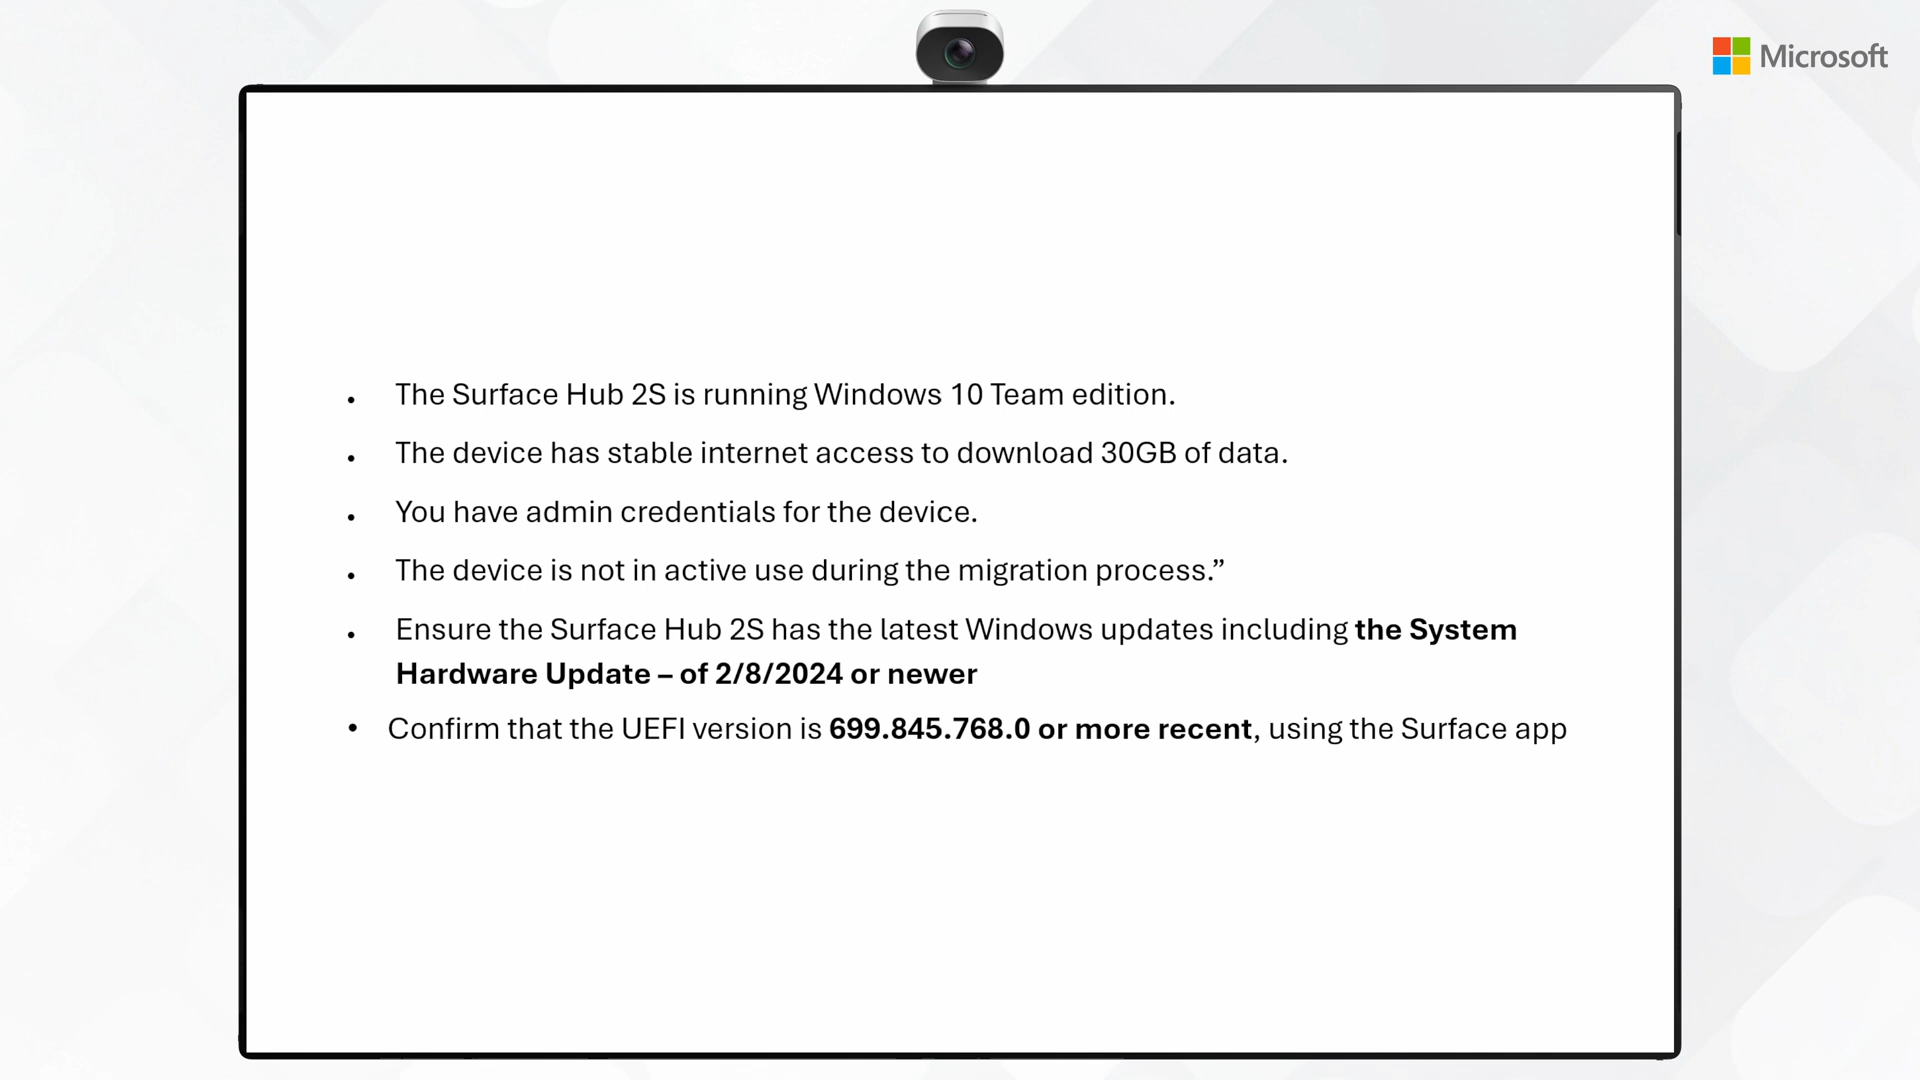 Microsoft
• The Surface Hub 2S is running Windows 10 Team edition.
• The device has stable internet access to download 30GB of data.
• You have admin credentials for the device.
• The device is not in active use during the migration process.”
• Ensure the Surface Hub 2S has the latest Windows updates including the System
Hardware Update – of 2/8/2024 or newer
• Confirm that the UEFI version is 699.845.768.0 or more recent, using the Surface app